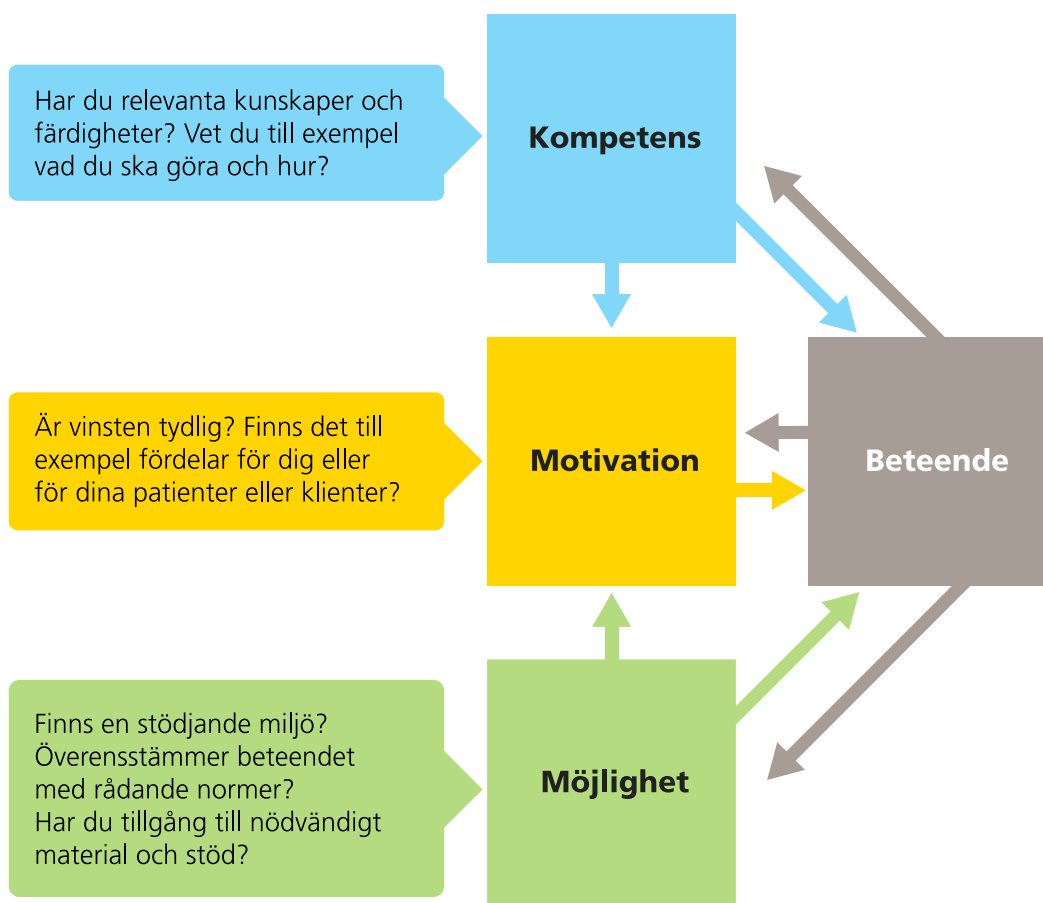 Har du relevanta kunskaper och
färdigheter? Vet du till exempel
vad du ska göra och hur?
Kompetens
Är vinsten tydlig? Finns det till
exempel fördelar för dig eller
för dina patienter eller klienter?
Motivation
Beteende
Finns en stödjande miljö?
Överensstämmer beteendet
med rådande normer?
Har du tillgång till nödvändigt
material och stöd?
Möjlighet